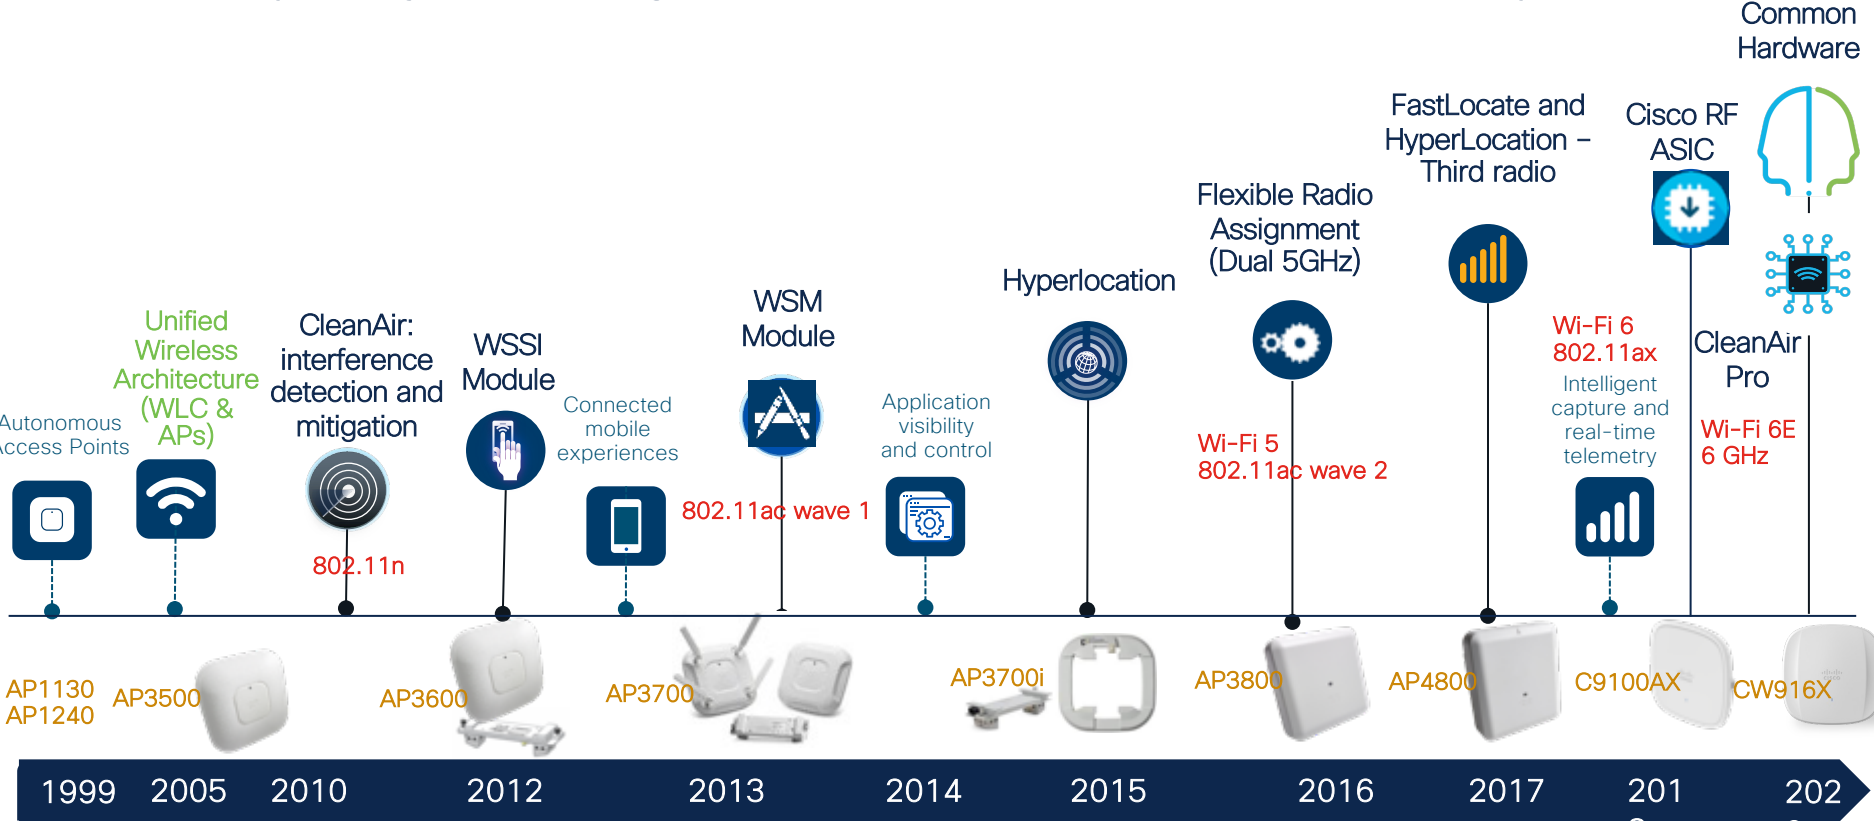 Autonomous
Access Points
Unified
Wireless
Architecture
(WLC &
APs)
CleanAir:
interference
detection and
mitigation
802.11n
WSSI
Module
Connected
mobile
experiences
WSM
Module
802.11ac wave 1
Application
visibility
and control
Hyperlocation
Flexible Radio
Assignment
(Dual 5GHz)
Wi-Fi 5
802.11ac wave 2
FastLocate and
HyperLocation –
Third radio
Wi-Fi 6
802.11ax
Intelligent
capture and
real-time
telemetry
Cisco RF
ASIC
Common
Hardware
CleanAir
Pro
Wi-Fi 6E
6 GHz
AP1130
AP1240
AP3500
AP3600
AP3700
AP3700i
AP3800
AP4800
C9100AX
CW916X
1999
2005
2010
2012
2013
2014
2015
2016
2017
201
202